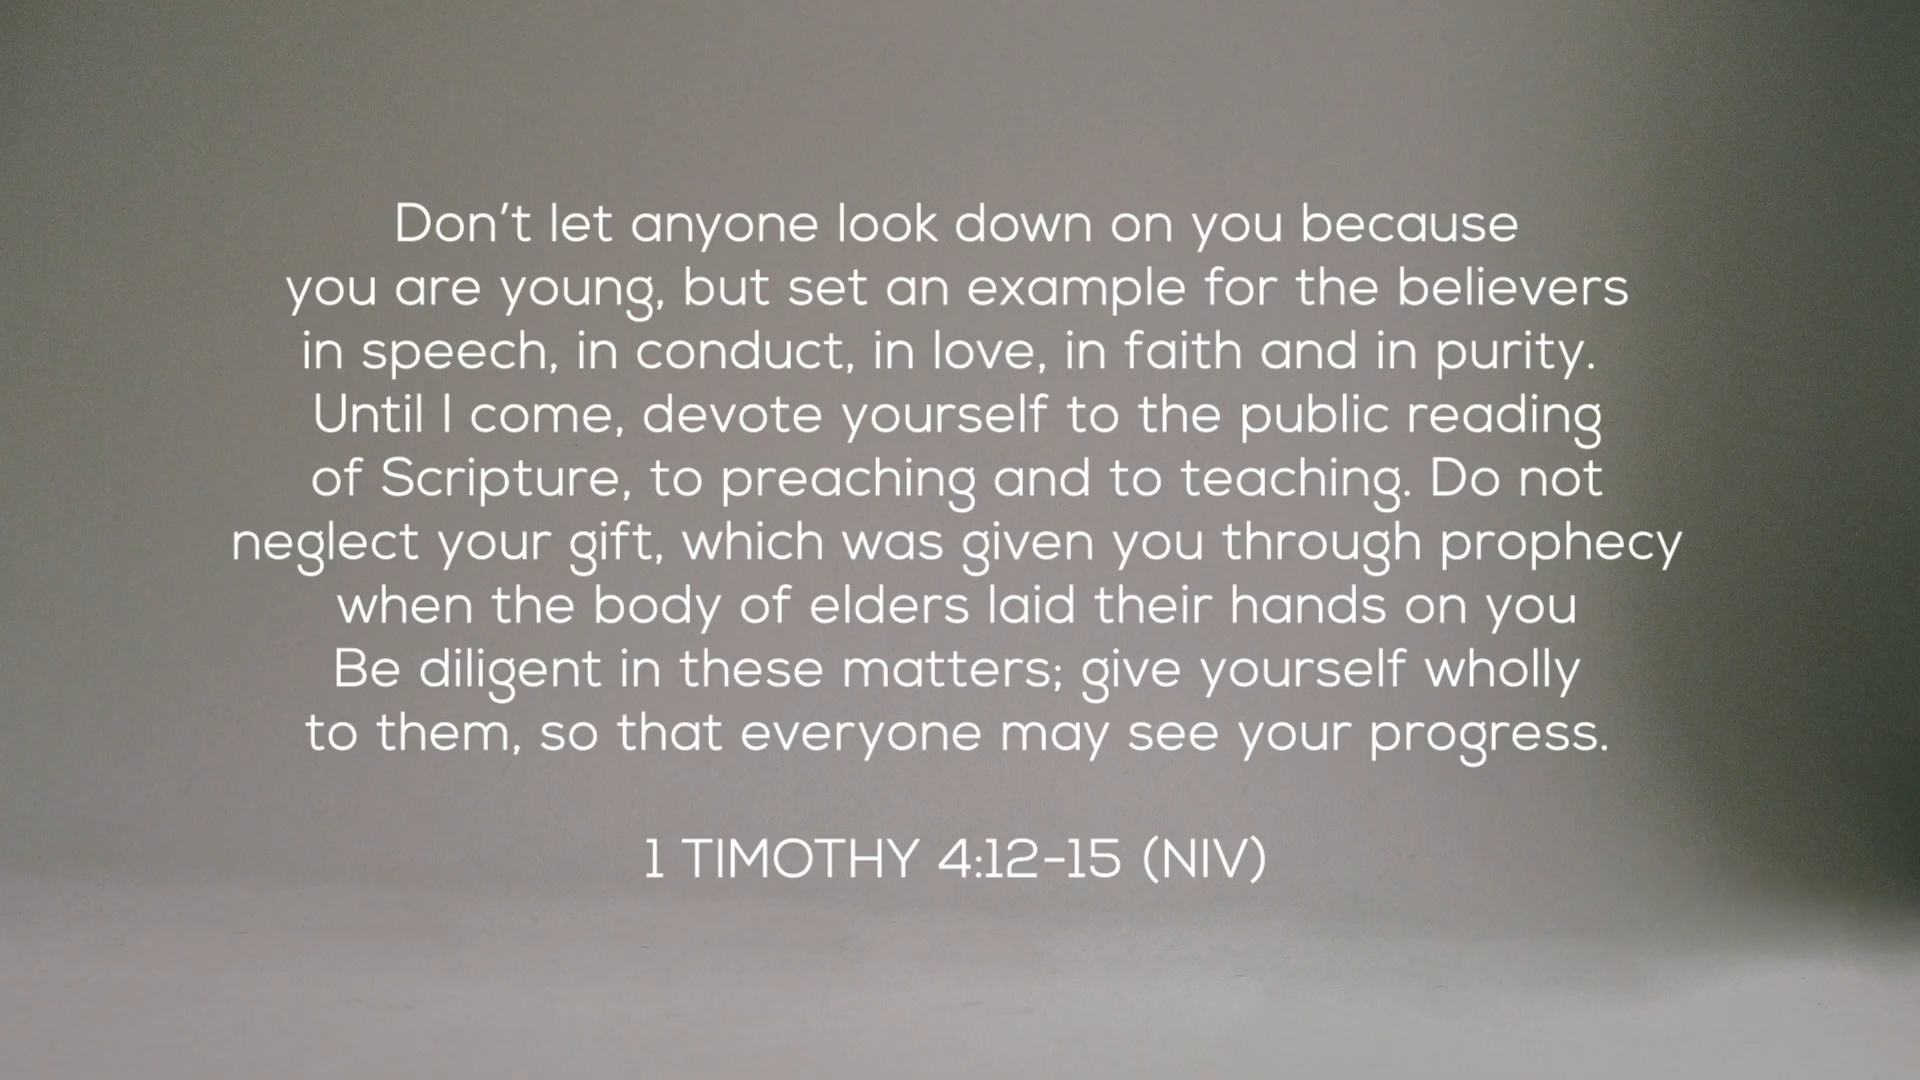 Don't let anyone look down on you because
you are young, but set an example for the believers
in speech, in conduct, in love, in faith and in purity.
Until I come, devote yourself to the public reading
of Scripture, to preaching and to teaching. Do not
neglect your gift, which was given you through prophecy
when the body of elders laid their hands on you
Be diligent in these matters; give yourself wholly
to them, so that everyone may see your progress.
1 TIMOTHY 4:12-15 (NIV)